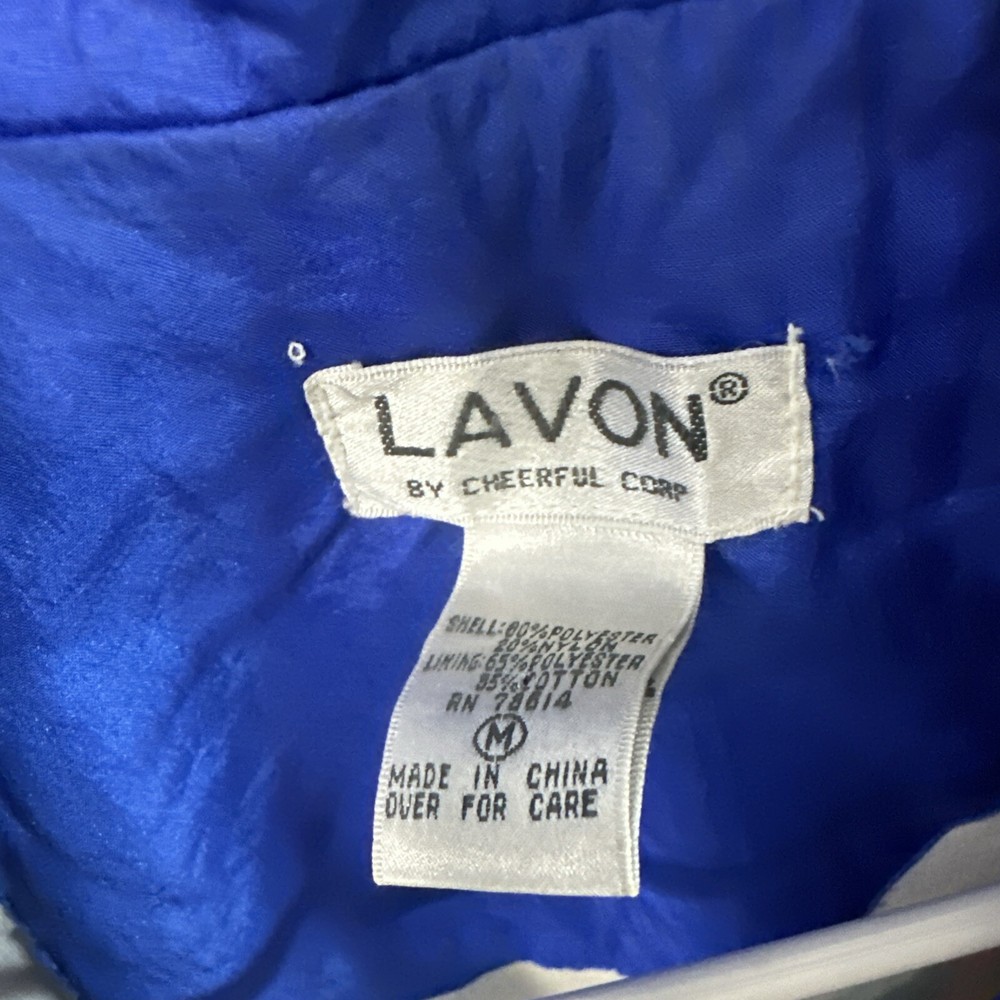 LAVON®
BY CHEERFUL CORP
SHELL: 80% POLYESTER
20% NYLON
LINING: 65% POLYESTER
35% COTTON
RN 78614
M
MADE IN CHINA
OVER FOR CARE